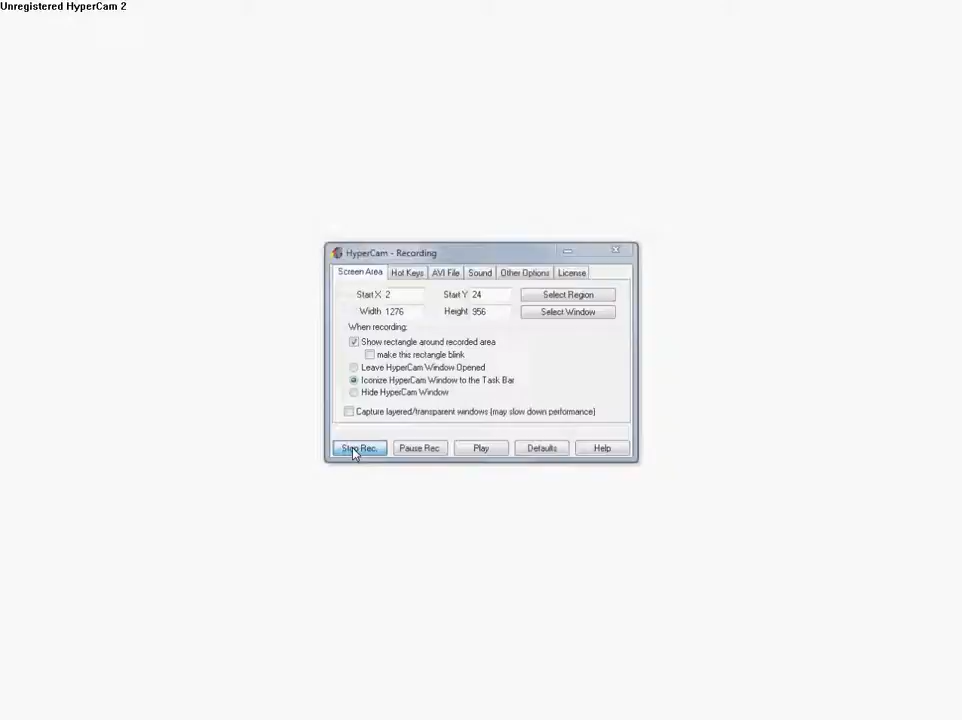 Unregistered HyperCam 2
HyperCam - Recording
Screen Area Hot Keys AVI File Sound Other Options License
Start X 2 Start Y 24 Select Region
Width 1276 Height 956 Select Window
When recording:
Show rectangle around recorded area
make this rectangle blink
Leave HyperCam Window Opened
Iconize HyperCam Window to the Task Bar
Hide HyperCam Window
Capture layered/transparent windows (may slow down performance)
Stop Rec. Pause Rec Play Defaults Help